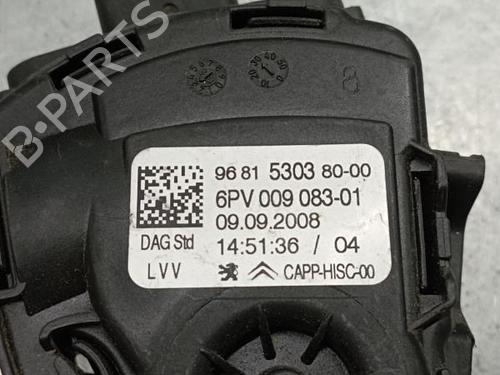 B-PARTS
8
96 81 5303 80-00
6PV 009 083-01
09.09.2008
DAG Std 14:51:36 / 04
LVV CAPP-HISC-00